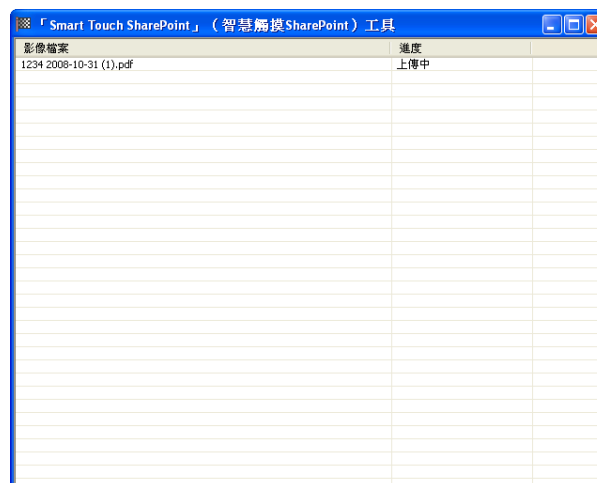 「Smart Touch SharePoint」（智慧觸摸SharePoint）工具
影像檔案 進度
1234 2008-10-31 (1).pdf 上傳中